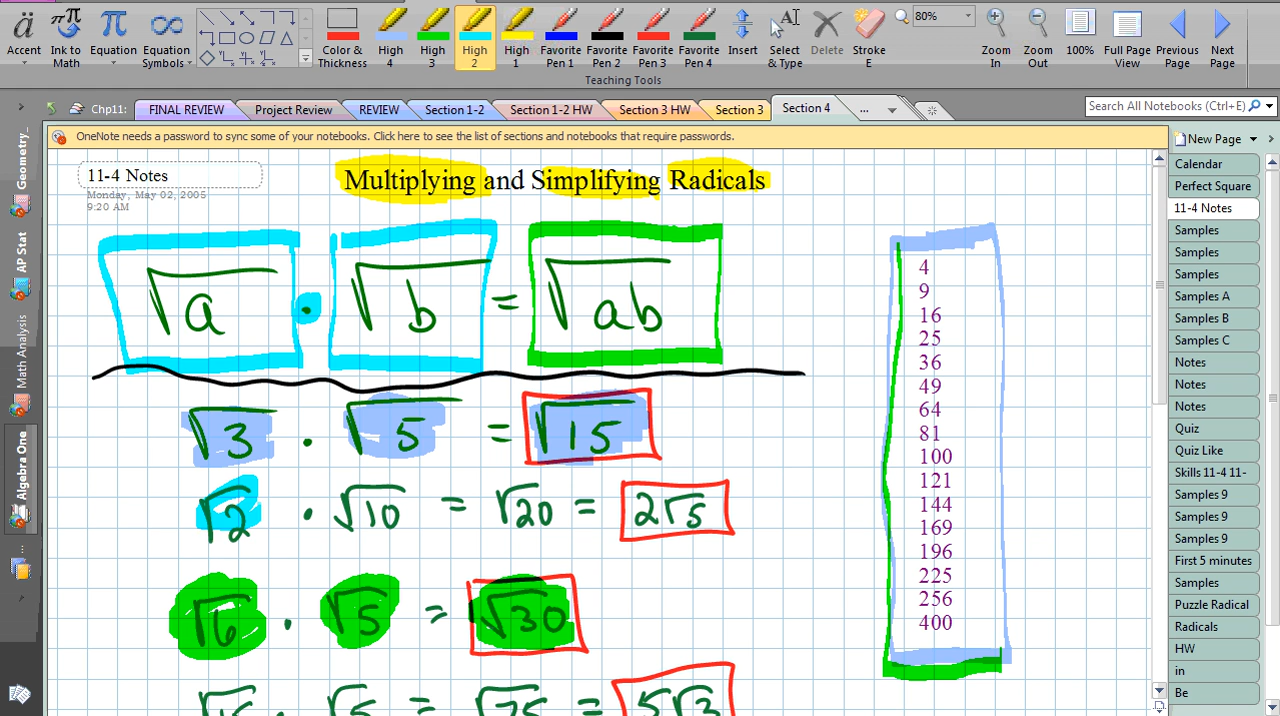 ä πίπ π ∞ 80%
Accent Ink to Math Equation Equation Symbols Color & Thickness High 4 High 3 High 2 High 1 Favorite Pen 1 Favorite Pen 2 Favorite Pen 3 Favorite Pen 4 Insert Select & Type Delete Stroke E Zoom In Zoom Out 100% Full Page View Previous Page Next Page
Teaching Tools
Chp11: FINAL REVIEW Project Review REVIEW Section 1-2 Section 1-2 HW Section 3 HW Section 3 Section 4 ... Search All Notebooks (Ctrl+E)
OneNote needs a password to sync some of your notebooks. Click here to see the list of sections and notebooks that require passwords.
Geometry
AP Stat
Math Analysis
Algebra One
11-4 Notes
Monday, May 02, 2005
9:20 AM
Multiplying and Simplifying Radicals
√a · √b = √ab
√3 · √5 = √15
√2 · √10 = √20 = 2√5
√6 · √5 = √30
√15 · √5 = √75 = 5√3
4
9
16
25
36
49
64
81
100
121
144
169
196
225
256
400
New Page
Calendar
Perfect Square
11-4 Notes
Samples
Samples
Samples
Samples A
Samples B
Samples C
Notes
Notes
Notes
Quiz
Quiz Like
Skills 11-4 11-
Samples 9
Samples 9
Samples 9
First 5 minutes
Samples
Puzzle Radical
Radicals
HW
in
Be